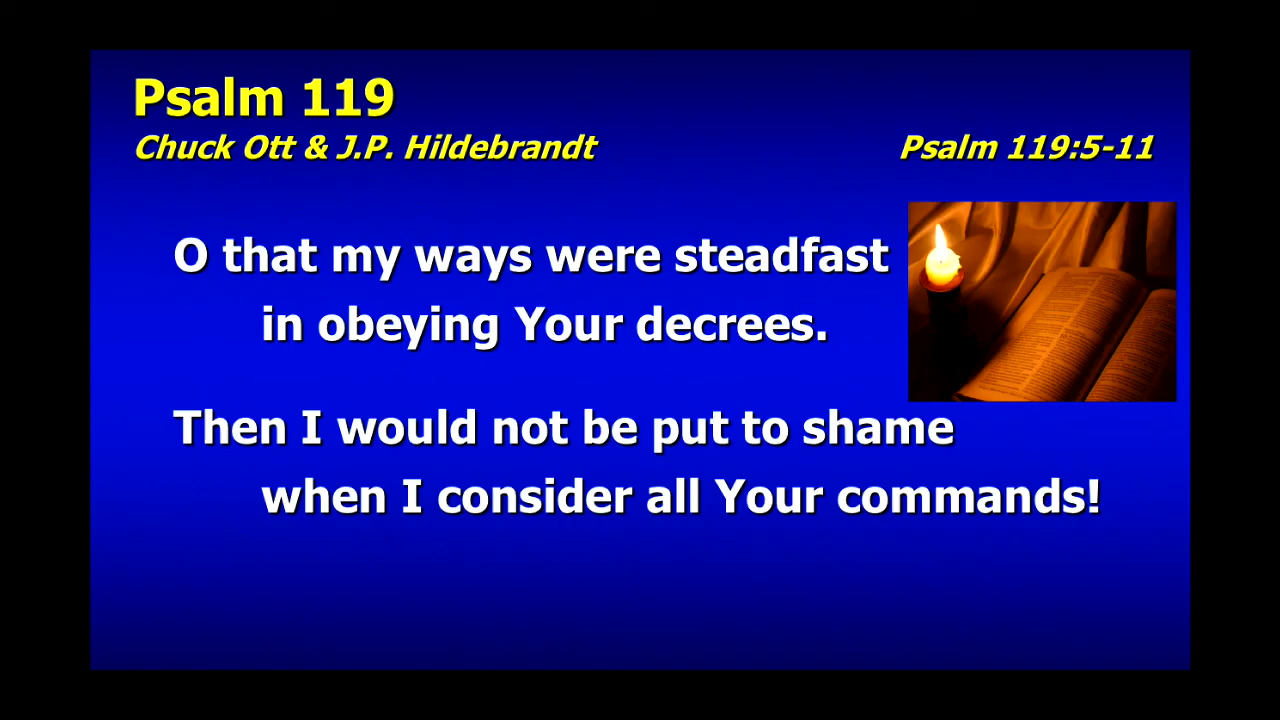 Psalm 119
Chuck Ott & J.P. Hildebrandt
Psalm 119:5-11
O that my ways were steadfast
in obeying Your decrees.
Then I would not be put to shame
when I consider all Your commands!